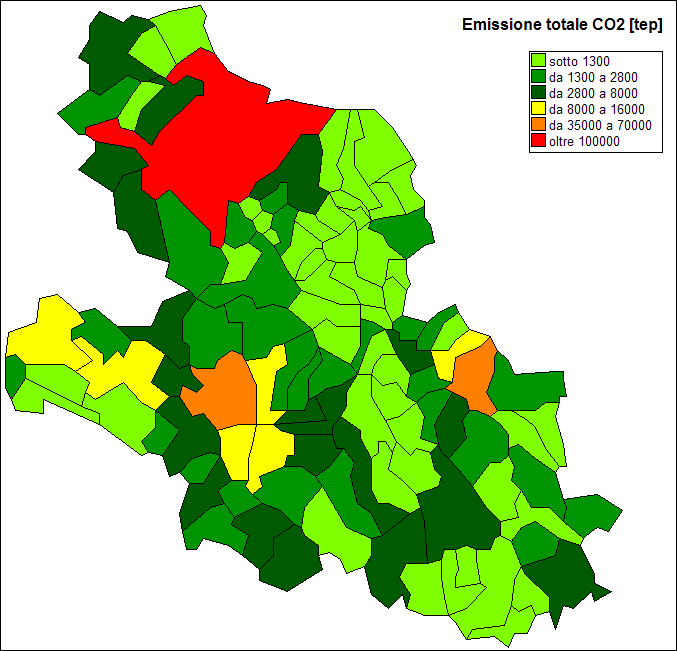 Emissione totale CO2 [tep]
sotto 1300
da 1300 a 2800
da 2800 a 8000
da 8000 a 16000
da 35000 a 70000
oltre 100000